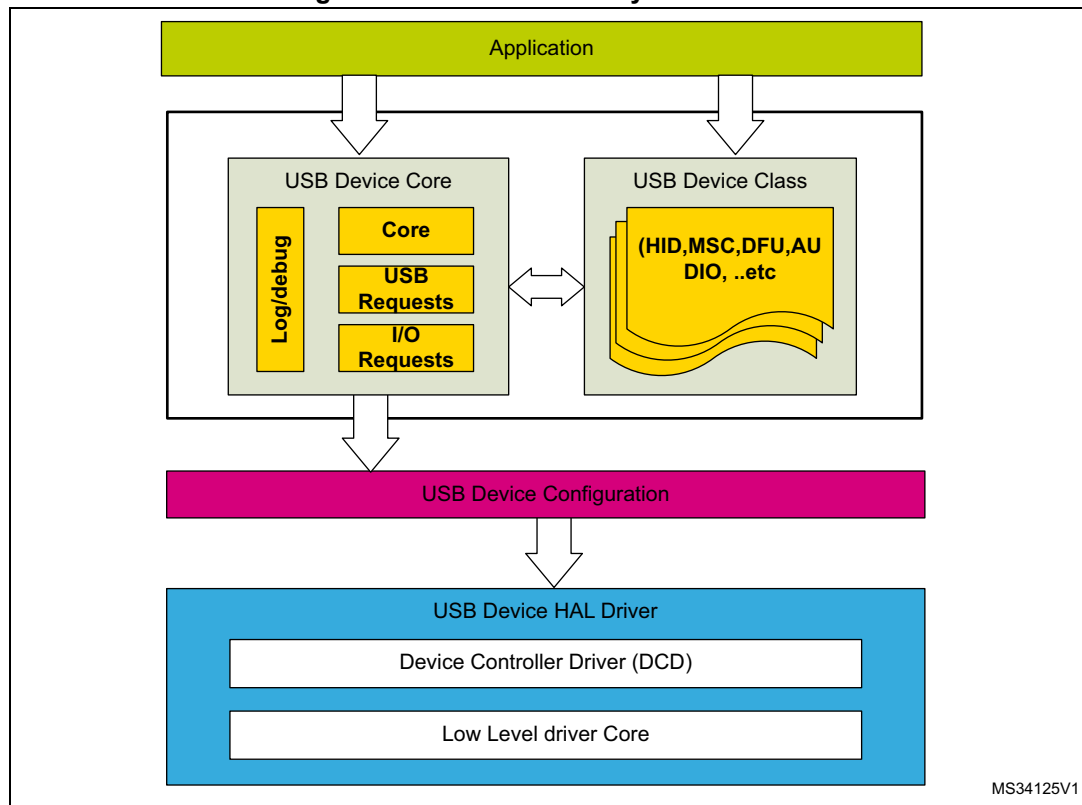 Application
USB Device Core
USB Device Class
Log/debug
Core
USB
Requests
I/O
Requests
(HID,MSC,DFU,AU
DIO, ..etc
USB Device Configuration
USB Device HAL Driver
Device Controller Driver (DCD)
Low Level driver Core
MS34125V1